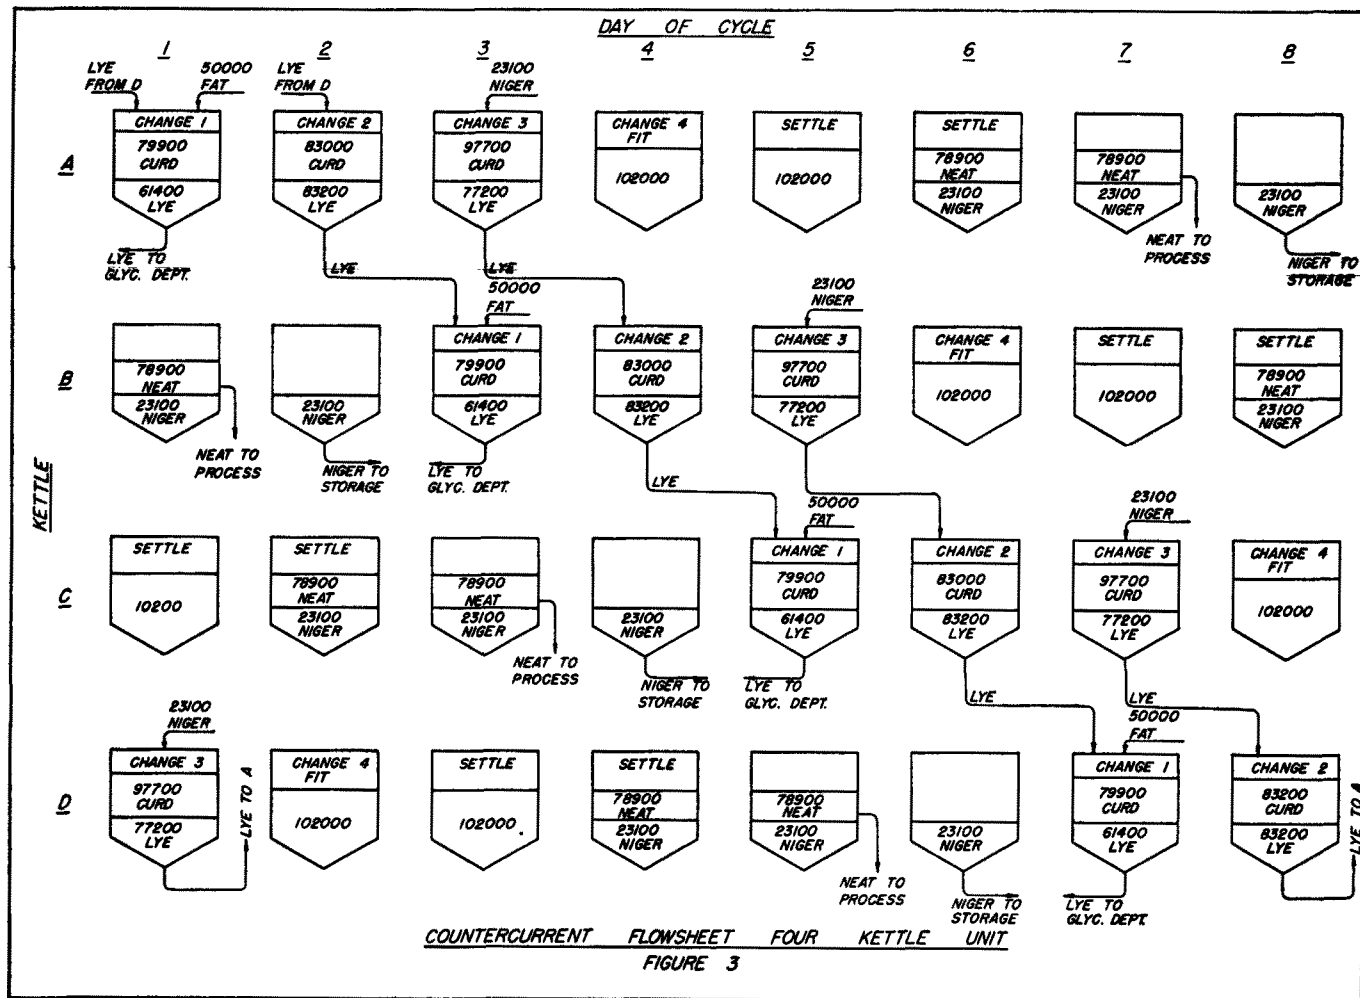 DAY OF CYCLE
1 2 3 4 5 6 7 8
LYE
FROM D
50000
FAT
LYE
FROM D
23100
NIGER
A
CHANGE 1
79900
CURD
61400
LYE
CHANGE 2
83000
CURD
83200
LYE
CHANGE 3
97700
CURD
77200
LYE
CHANGE 4
FIT
102000
SETTLE
102000
SETTLE
78900
NEAT
23100
NIGER
78900
NEAT
23100
NIGER
23100
NIGER
LYE TO
GLYC. DEPT.
LYE
LYE
NEAT TO
PROCESS
NIGER TO
STORAGE
50000
FAT
23100
NIGER
KETTLE
B
78900
NEAT
23100
NIGER
23100
NIGER
CHANGE 1
79900
CURD
61400
LYE
CHANGE 2
83000
CURD
83200
LYE
CHANGE 3
97700
CURD
77200
LYE
CHANGE 4
FIT
102000
SETTLE
102000
SETTLE
78900
NEAT
23100
NIGER
NEAT TO
PROCESS
NIGER TO
STORAGE
LYE TO
GLYC. DEPT.
LYE
LYE
50000
FAT
23100
NIGER
C
SETTLE
10200
SETTLE
78900
NEAT
23100
NIGER
78900
NEAT
23100
NIGER
23100
NIGER
CHANGE 1
79900
CURD
61400
LYE
CHANGE 2
83000
CURD
83200
LYE
CHANGE 3
97700
CURD
77200
LYE
CHANGE 4
FIT
102000
NEAT TO
PROCESS
NIGER TO
STORAGE
LYE TO
GLYC. DEPT.
LYE
LYE
23100
NIGER
50000
FAT
D
CHANGE 3
97700
CURD
77200
LYE
LYE TO A
CHANGE 4
FIT
102000
SETTLE
102000
SETTLE
78900
NEAT
23100
NIGER
78900
NEAT
23100
NIGER
23100
NIGER
CHANGE 1
79900
CURD
61400
LYE
CHANGE 2
83200
CURD
83200
LYE
LYE TO A
NEAT TO
PROCESS
NIGER TO
STORAGE
LYE TO
GLYC. DEPT.
COUNTERCURRENT FLOWSHEET FOUR KETTLE UNIT
FIGURE 3